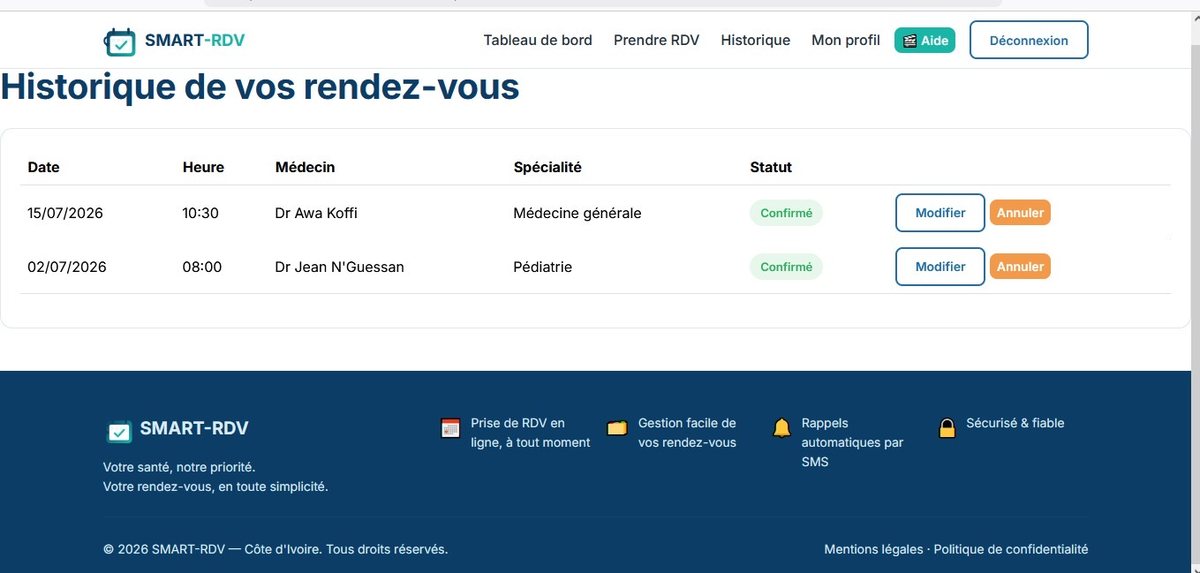 SMART-RDV
Tableau de bord Prendre RDV Historique Mon profil Aide Déconnexion
Historique de vos rendez-vous
Date Heure Médecin Spécialité Statut
15/07/2026 10:30 Dr Awa Koffi Médecine générale Confirmé Modifier Annuler
02/07/2026 08:00 Dr Jean N'Guessan Pédiatrie Confirmé Modifier Annuler
SMART-RDV
Votre santé, notre priorité.
Votre rendez-vous, en toute simplicité.
Prise de RDV en
ligne, à tout moment
Gestion facile de
vos rendez-vous
Rappels
automatiques par
SMS
Sécurisé & fiable
© 2026 SMART-RDV — Côte d'Ivoire. Tous droits réservés.
Mentions légales · Politique de confidentialité